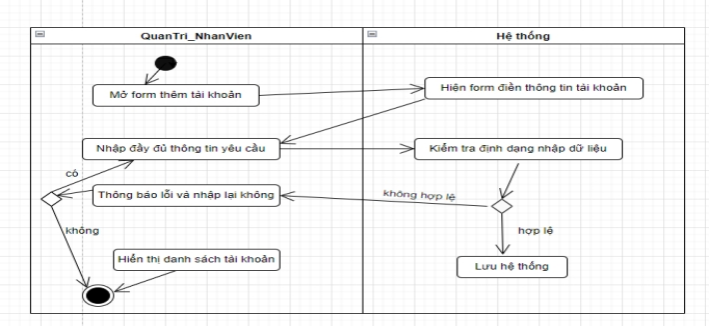 QuanTri_NhanVien
Hệ thống
Mở form thêm tài khoản
Hiện form điền thông tin tài khoản
Nhập đầy đủ thông tin yêu cầu
Kiểm tra định dạng nhập dữ liệu
có
Thông báo lỗi và nhập lại không
không hợp lệ
không
hợp lệ
Hiển thị danh sách tài khoản
Lưu hệ thống